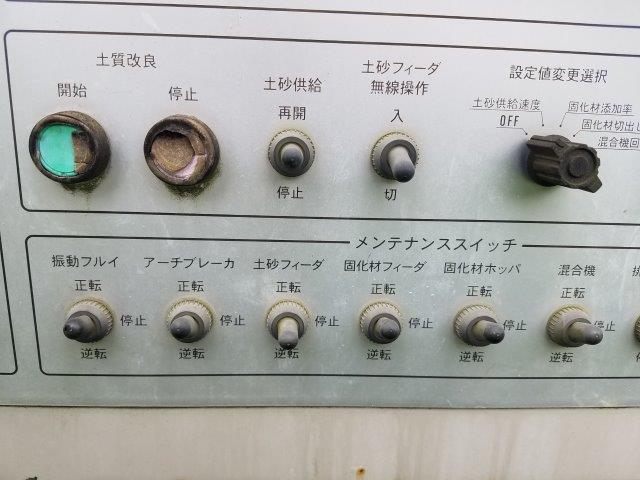 土質改良
開始
停止
土砂供給
再開
停止
土砂フィーダ
無線操作
入
切
設定値変更選択
土砂供給速度
OFF
固化材添加率
固化材切出し
混合機回
メンテナンススイッチ
振動フルイ
正転
停止
逆転
アーチブレーカ
正転
停止
逆転
土砂フィーダ
正転
停止
逆転
固化材フィーダ
正転
停止
逆転
固化材ホッパ
正転
停止
逆転
混合機
正転
停止
逆転